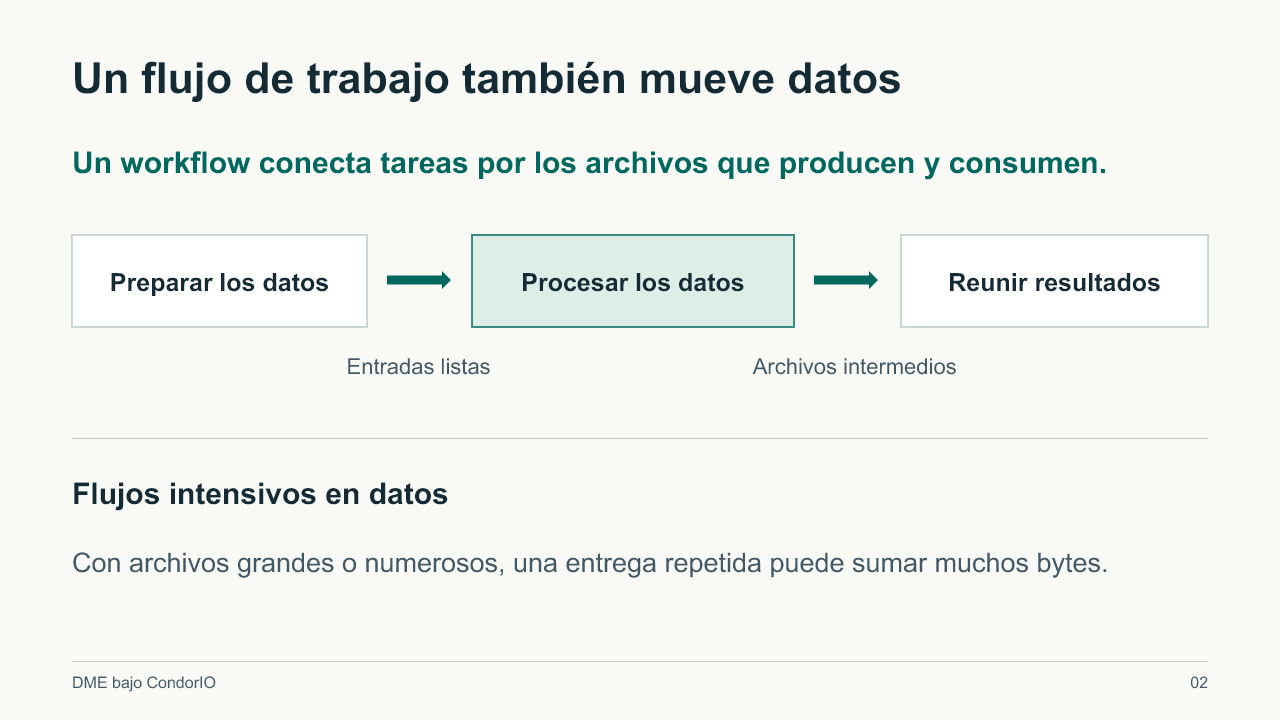 Un flujo de trabajo también mueve datos
Un workflow conecta tareas por los archivos que producen y consumen.
Preparar los datos
Procesar los datos
Reunir resultados
Entradas listas
Archivos intermedios
Flujos intensivos en datos
Con archivos grandes o numerosos, una entrega repetida puede sumar muchos bytes.
DME bajo CondorIO
02